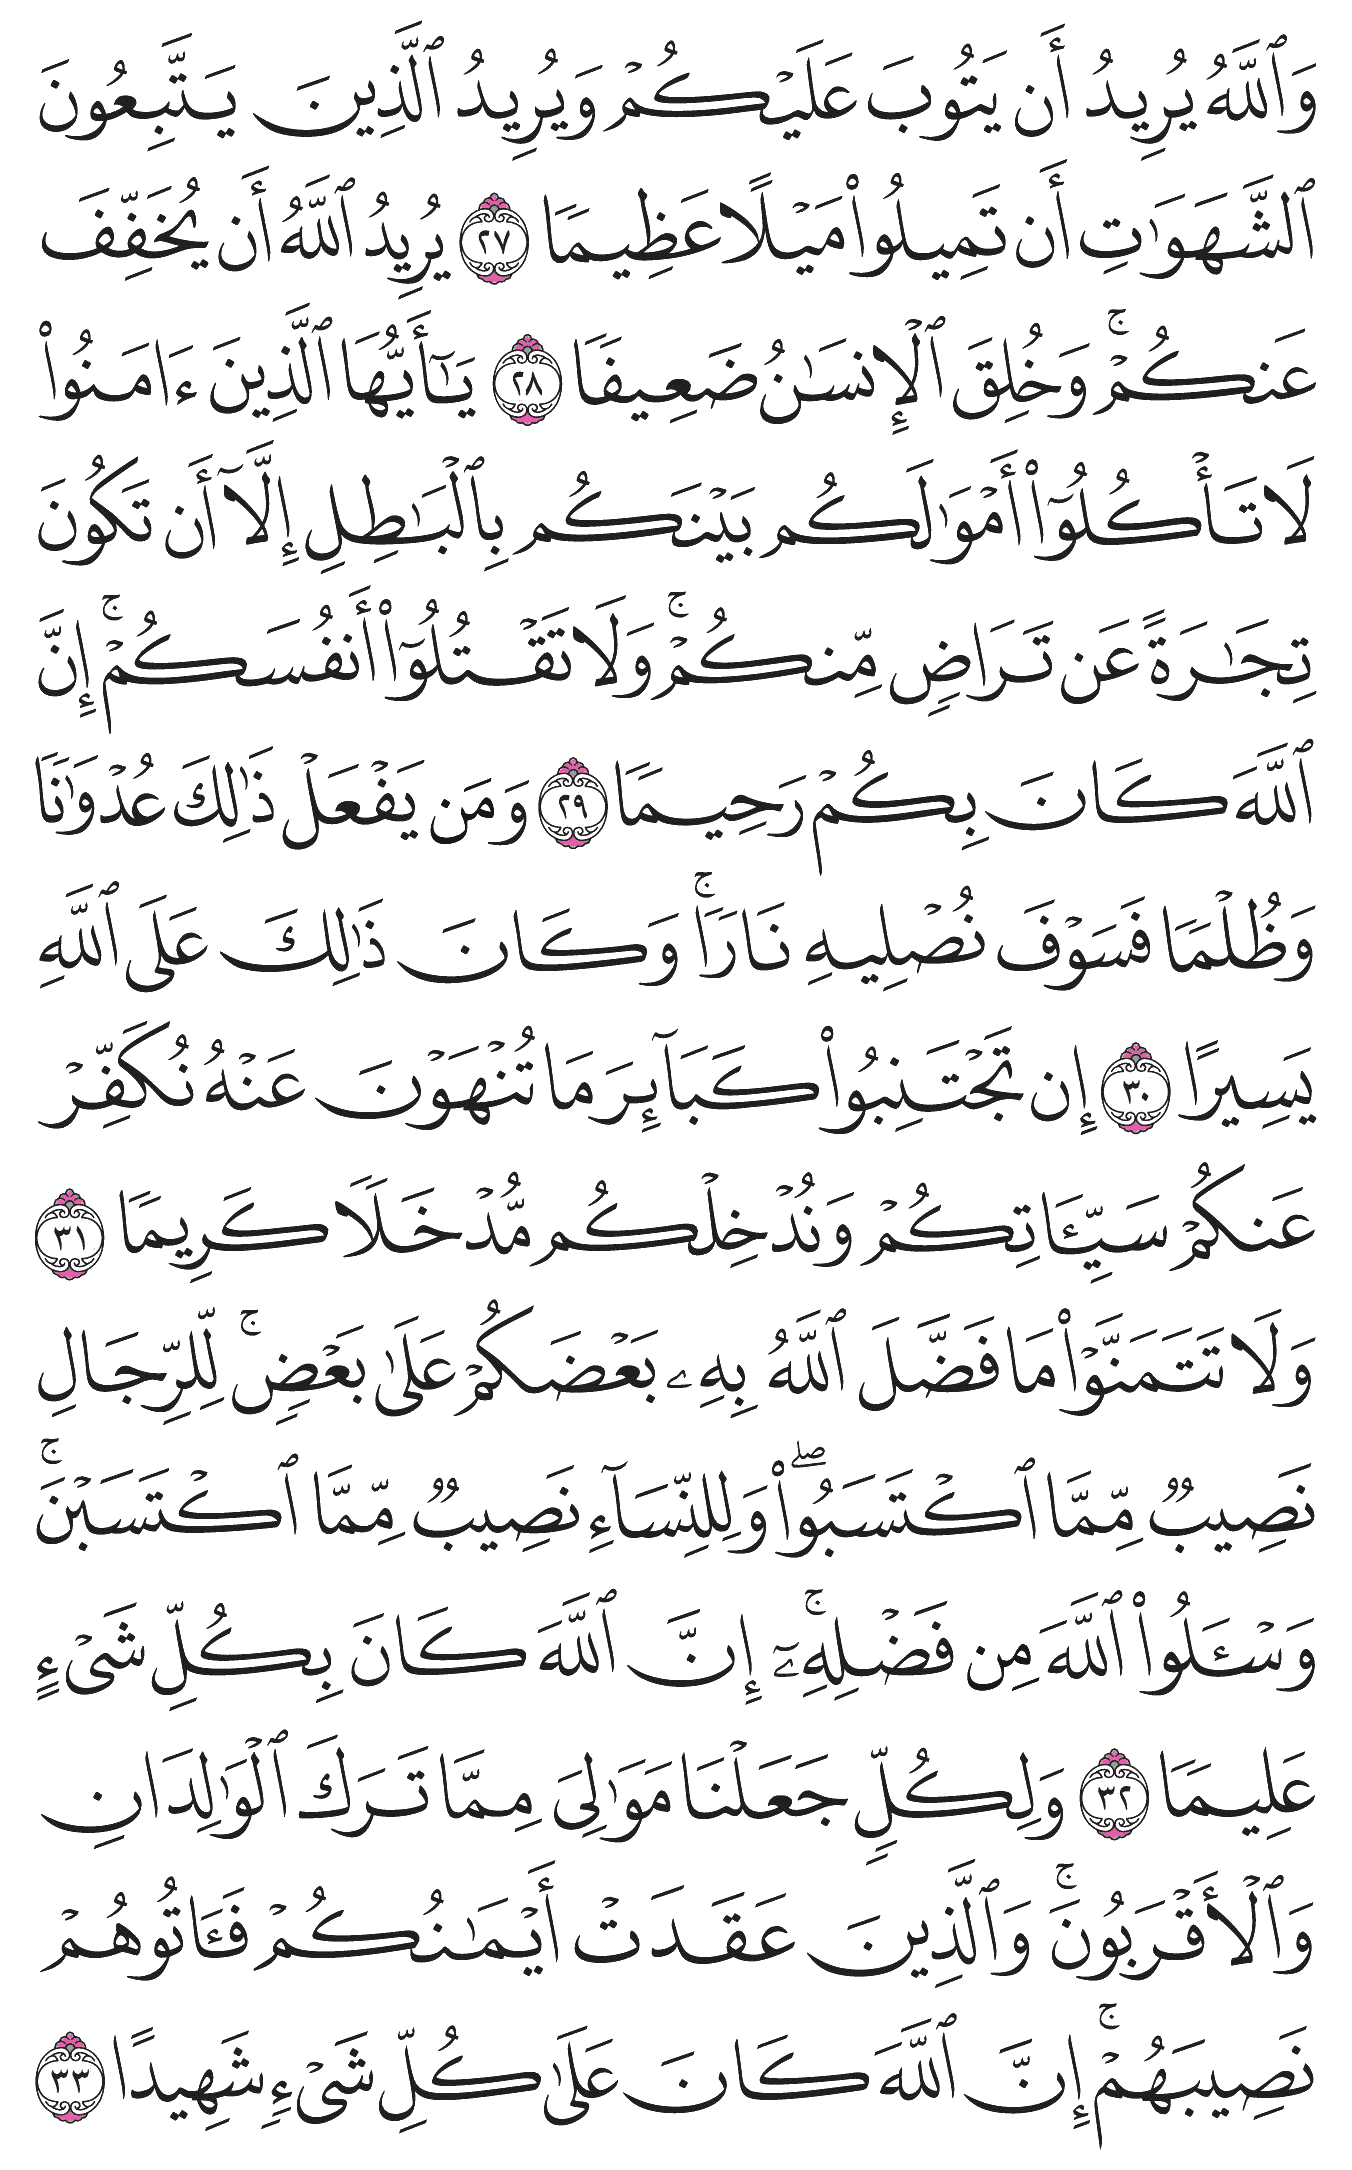 وَٱللَّهُ يُرِيدُ أَن يَتُوبَ عَلَيۡكُمۡ وَيُرِيدُ ٱلَّذِينَ يَتَّبِعُونَ
ٱلشَّهَوَٰتِ أَن تَمِيلُواْ مَيۡلًا عَظِيمٗا ٢٧ يُرِيدُ ٱللَّهُ أَن يُخَفِّفَ
عَنكُمۡۚ وَخُلِقَ ٱلۡإِنسَٰنُ ضَعِيفٗا ٢٨ يَٰٓأَيُّهَا ٱلَّذِينَ ءَامَنُواْ
لَا تَأۡكُلُوٓاْ أَمۡوَٰلَكُم بَيۡنَكُم بِٱلۡبَٰطِلِ إِلَّآ أَن تَكُونَ
تِجَٰرَةً عَن تَرَاضٖ مِّنكُمۡۚ وَلَا تَقۡتُلُوٓاْ أَنفُسَكُمۡۚ إِنَّ
ٱللَّهَ كَانَ بِكُمۡ رَحِيمٗا ٢٩ وَمَن يَفۡعَلۡ ذَٰلِكَ عُدۡوَٰنٗا
وَظُلۡمٗا فَسَوۡفَ نُصۡلِيهِ نَارٗاۚ وَكَانَ ذَٰلِكَ عَلَى ٱللَّهِ
يَسِيرًا ٣٠ إِن تَجۡتَنِبُواْ كَبَآئِرَ مَا تُنۡهَوۡنَ عَنۡهُ نُكَفِّرۡ
عَنكُمۡ سَيِّـَٔاتِكُمۡ وَنُدۡخِلۡكُم مُّدۡخَلٗا كَرِيمٗا ٣١
وَلَا تَتَمَنَّوۡاْ مَا فَضَّلَ ٱللَّهُ بِهِۦ بَعۡضَكُمۡ عَلَىٰ بَعۡضٖۚ لِّلرِّجَالِ
نَصِيبٞ مِّمَّا ٱكۡتَسَبُواْۖ وَلِلنِّسَآءِ نَصِيبٞ مِّمَّا ٱكۡتَسَبۡنَۚ
وَسۡـَٔلُواْ ٱللَّهَ مِن فَضۡلِهِۦٓۚ إِنَّ ٱللَّهَ كَانَ بِكُلِّ شَيۡءٍ
عَلِيمٗا ٣٢ وَلِكُلّٖ جَعَلۡنَا مَوَٰلِيَ مِمَّا تَرَكَ ٱلۡوَٰلِدَانِ
وَٱلۡأَقۡرَبُونَۚ وَٱلَّذِينَ عَقَدَتۡ أَيۡمَٰنُكُمۡ فَـَٔاتُوهُمۡ
نَصِيبَهُمۡۚ إِنَّ ٱللَّهَ كَانَ عَلَىٰ كُلِّ شَيۡءٖ شَهِيدًا ٣٣